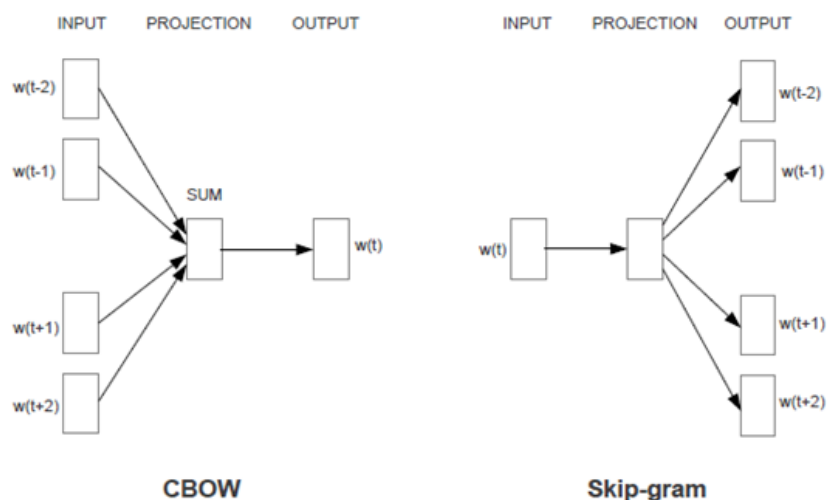 INPUT PROJECTION OUTPUT
w(t-2)
w(t-1)
SUM
w(t)
w(t+1)
w(t+2)
CBOW
INPUT PROJECTION OUTPUT
w(t-2)
w(t-1)
w(t)
w(t+1)
w(t+2)
Skip-gram